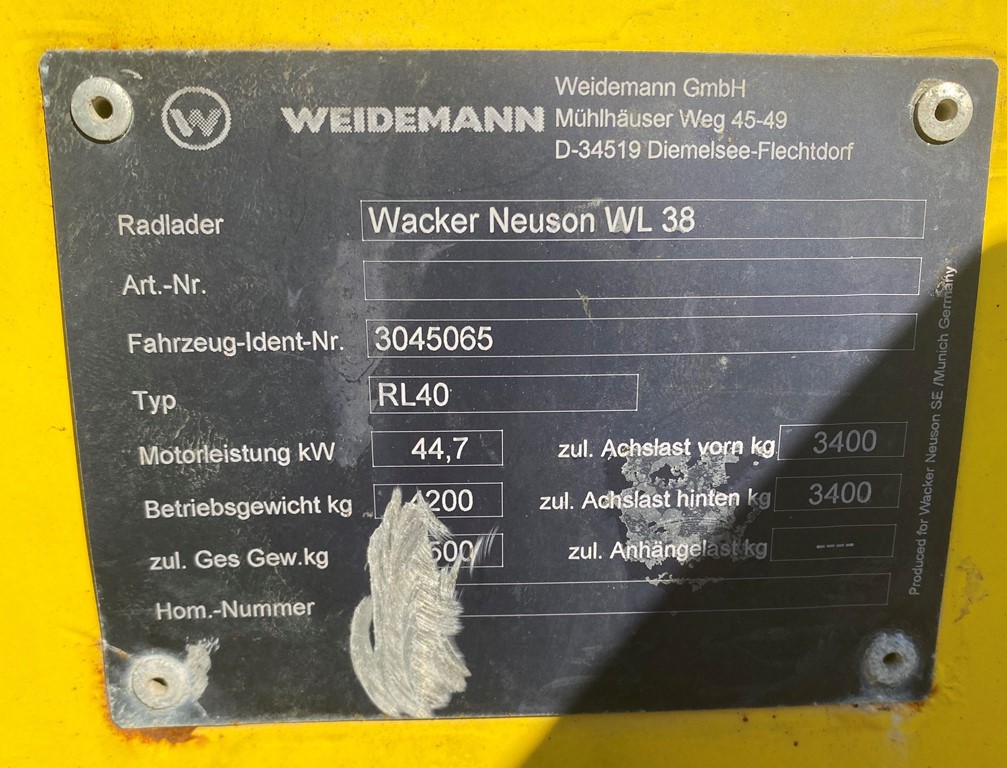 W WEIDEMANN
Weidemann GmbH
Mühlhäuser Weg 45-49
D-34519 Diemelsee-Flechtdorf
Radlader Wacker Neuson WL 38
Art.-Nr.
Fahrzeug-Ident-Nr. 3045065
Typ RL40
Motorleistung kW 44,7 zul. Achslast vorn kg 3400
Betriebsgewicht kg 4200 zul. Achslast hinten kg 3400
zul. Ges Gew.kg zul. Anhängelast kg ----
Hom.-Nummer
Produced for Wacker Neuson SE /Munich Germany